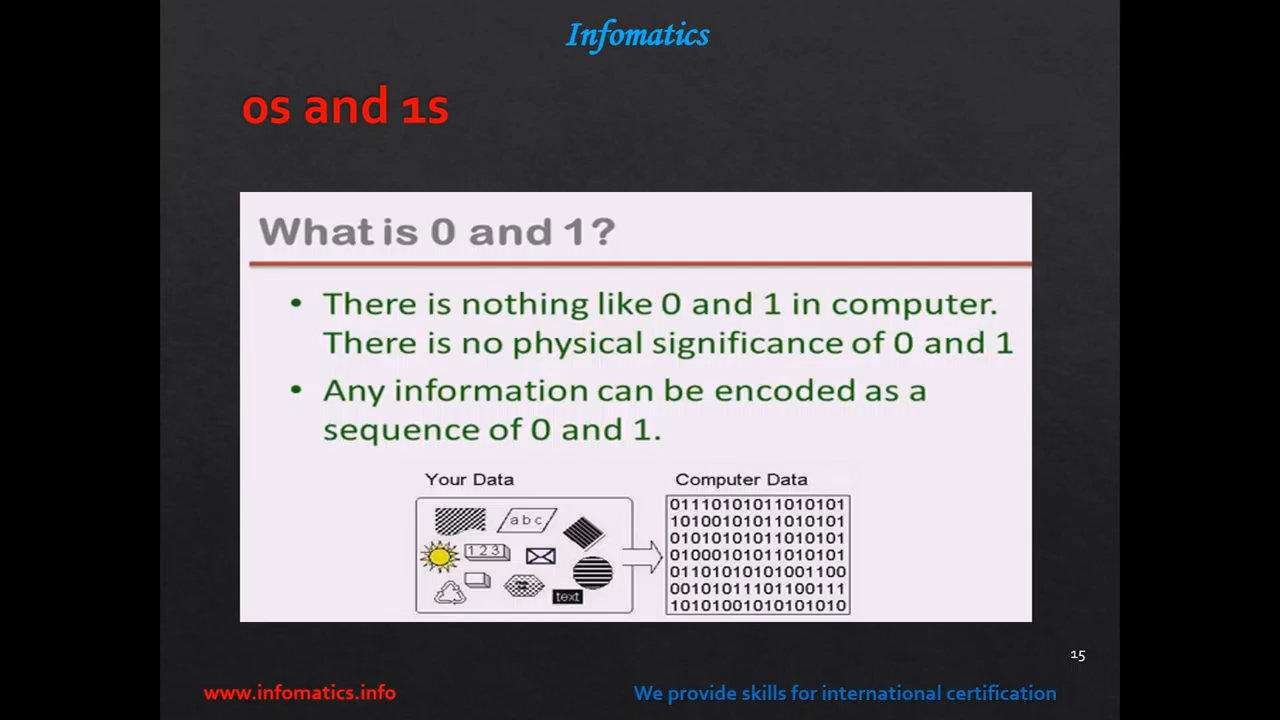 Infomatics
0s and 1s
What is 0 and 1?
• There is nothing like 0 and 1 in computer.
There is no physical significance of 0 and 1
• Any information can be encoded as a
sequence of 0 and 1.
Your Data
Computer Data
a b c
1 2 3
text
01110101011010101
10100101011010101
01010101011010101
01000101011010101
01101010101001100
00101011101100111
10101001010101010
15
www.infomatics.info
We provide skills for international certification